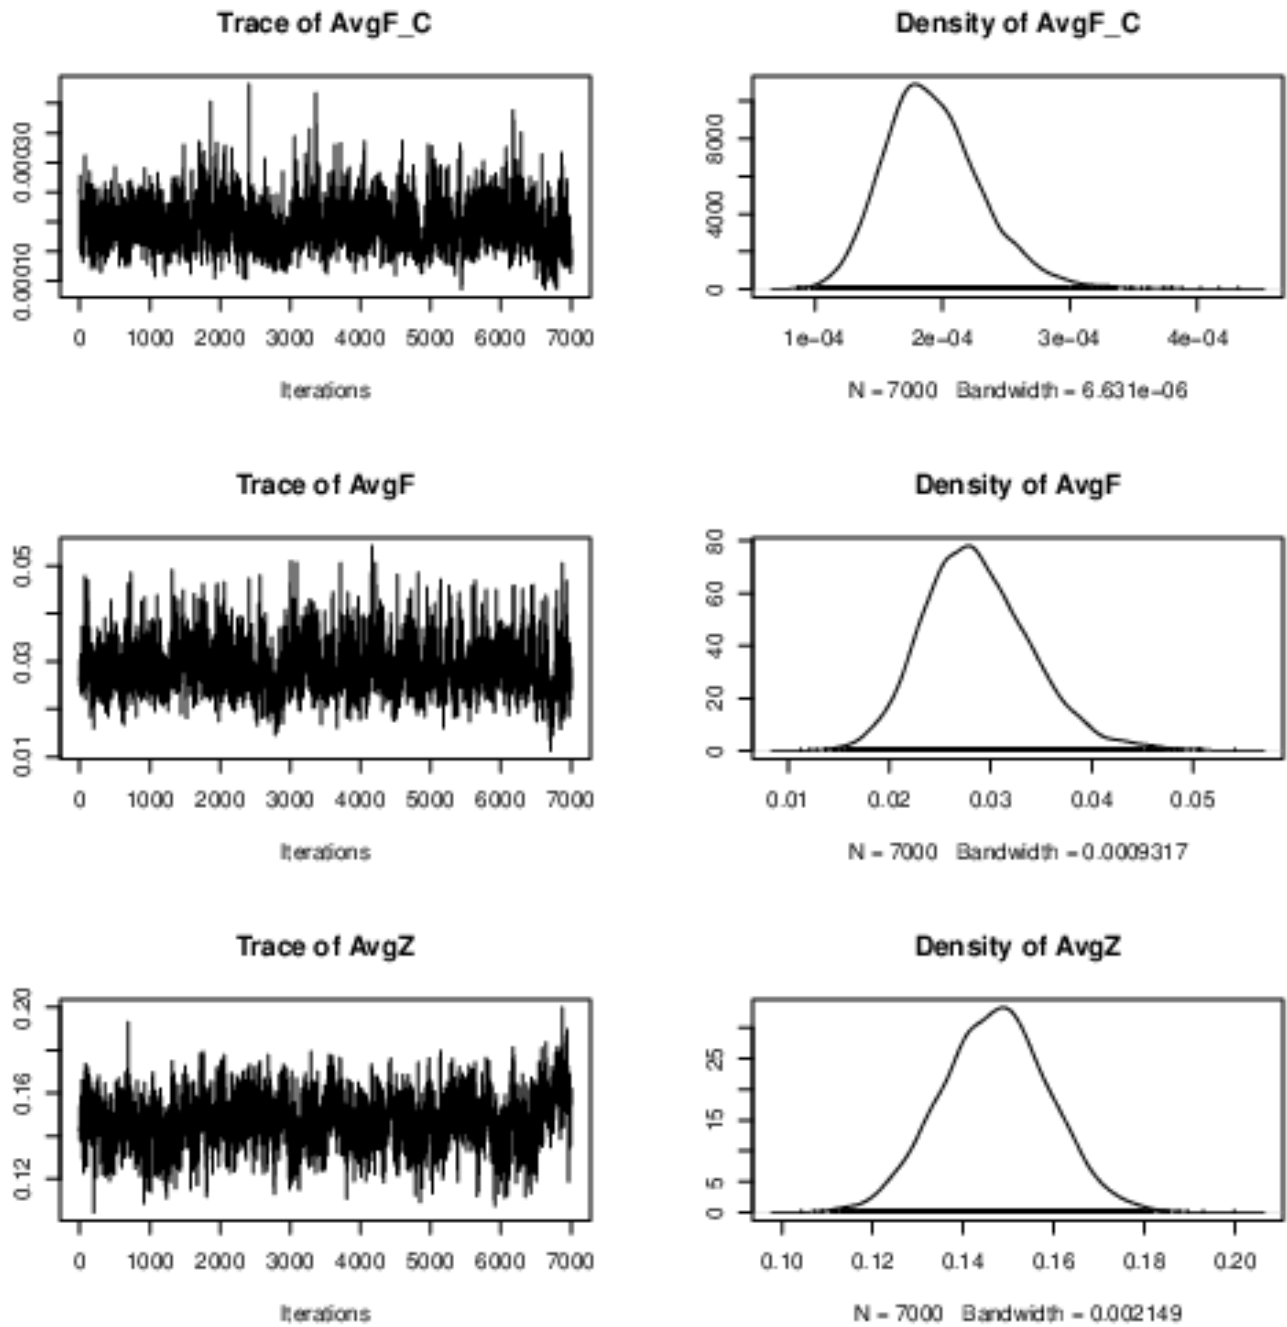 Trace of AvgF_C
Density of AvgF_C
0.00010 0.00030
0 1000 2000 3000 4000 5000 6000 7000
Iterations
0 4000 8000
1e−04 2e−04 3e−04 4e−04
N = 7000 Bandwidth = 6.631e−06
Trace of AvgF
Density of AvgF
0.01 0.03 0.05
0 1000 2000 3000 4000 5000 6000 7000
Iterations
0 20 40 60 80
0.01 0.02 0.03 0.04 0.05
N = 7000 Bandwidth = 0.0009317
Trace of AvgZ
Density of AvgZ
0.12 0.16 0.20
0 1000 2000 3000 4000 5000 6000 7000
Iterations
0 5 15 25
0.10 0.12 0.14 0.16 0.18 0.20
N = 7000 Bandwidth = 0.002149